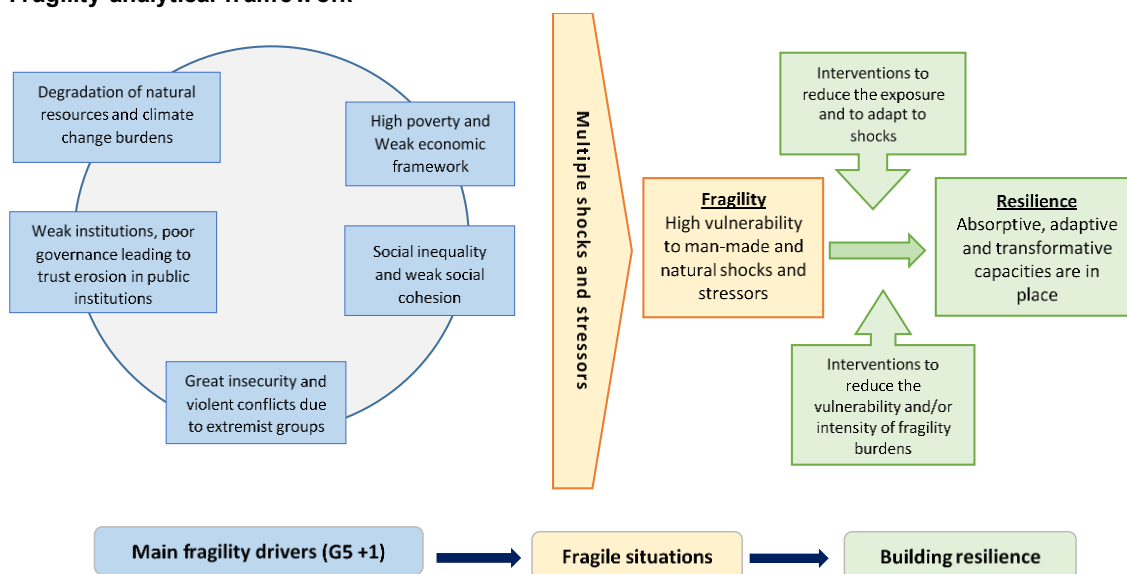 Fragility analytical framework
Degradation of natural
resources and climate
change burdens
High poverty and
Weak economic
framework
Weak institutions, poor
governance leading to
trust erosion in public
institutions
Social inequality
and weak social
cohesion
Great insecurity and
violent conflicts due
to extremist groups
Multiple shocks and stressors
Interventions to
reduce the exposure
and to adapt to
shocks
Fragility
High vulnerability
to man-made and
natural shocks and
stressors
Resilience
Absorptive, adaptive
and transformative
capacities are in
place
Interventions to
reduce the
vulnerability and/or
intensity of fragility
burdens
Main fragility drivers (G5 +1)
Fragile situations
Building resilience